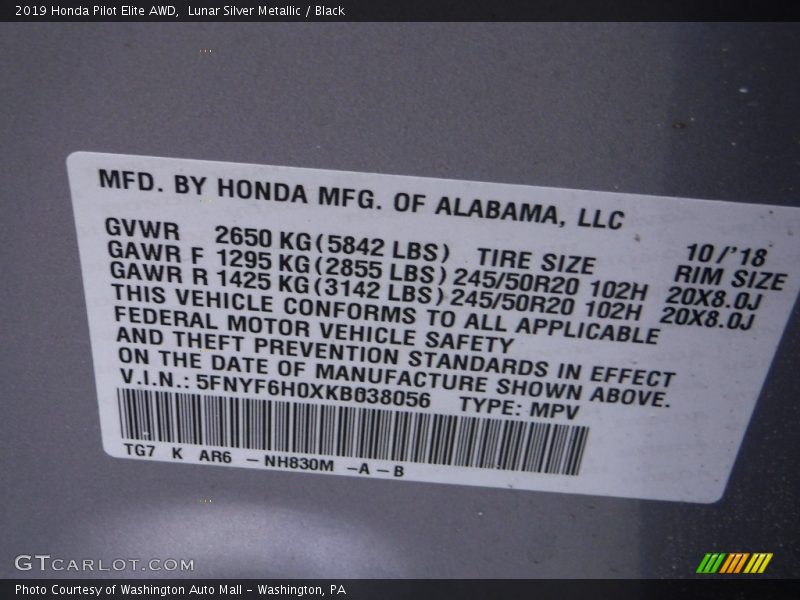 2019 Honda Pilot Elite AWD,  Lunar Silver Metallic / Black
MFD. BY HONDA MFG. OF ALABAMA, LLC
10/'18
GVWR 2650 KG(5842 LBS) TIRE SIZE RIM SIZE
GAWR F 1295 KG(2855 LBS) 245/50R20 102H 20X8.0J
GAWR R 1425 KG(3142 LBS) 245/50R20 102H 20X8.0J
THIS VEHICLE CONFORMS TO ALL APPLICABLE
FEDERAL MOTOR VEHICLE SAFETY
AND THEFT PREVENTION STANDARDS IN EFFECT
ON THE DATE OF MANUFACTURE SHOWN ABOVE.
V.I.N.: 5FNYF6H0XKB038056 TYPE: MPV
TG7 K AR6 -NH830M -A-B
GTCARLOT.COM
Photo Courtesy of Washington Auto Mall - Washington, PA